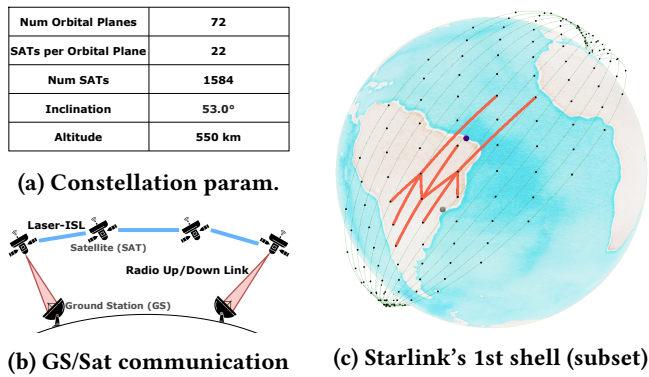 Num Orbital Planes 72
SATs per Orbital Plane 22
Num SATs 1584
Inclination 53.0°
Altitude 550 km
(a) Constellation param.
Laser-ISL
Satellite (SAT)
Radio Up/Down Link
Ground Station (GS)
(b) GS/Sat communication
(c) Starlink's 1st shell (subset)